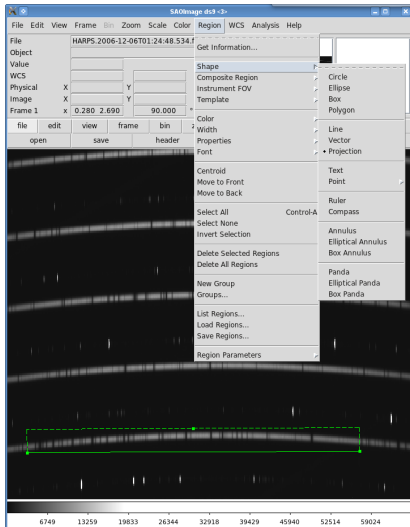 SAOImage ds9 <3>
File Edit View Frame Bin Zoom Scale Color Region WCS Analysis Help
File HARPS.2006-12-06T01:24:48.534.f
Object
Value
WCS
Physical X Y
Image X Y
Frame 1 x 0.280 2.690 90.000 °
file edit view frame bin z
open save header
Get Information...
Shape
Composite Region
Instrument FOV
Template
Color
Width
Properties
Font
Centroid
Move to Front
Move to Back
Select All Control-A
Select None
Invert Selection
Delete Selected Regions
Delete All Regions
New Group
Groups...
List Regions...
Load Regions...
Save Regions...
Region Parameters
Circle
Ellipse
Box
Polygon
Line
Vector
Projection
Text
Point
Ruler
Compass
Annulus
Elliptical Annulus
Box Annulus
Panda
Elliptical Panda
Box Panda
6749 13259 19833 26344 32918 39429 45940 52514 59024